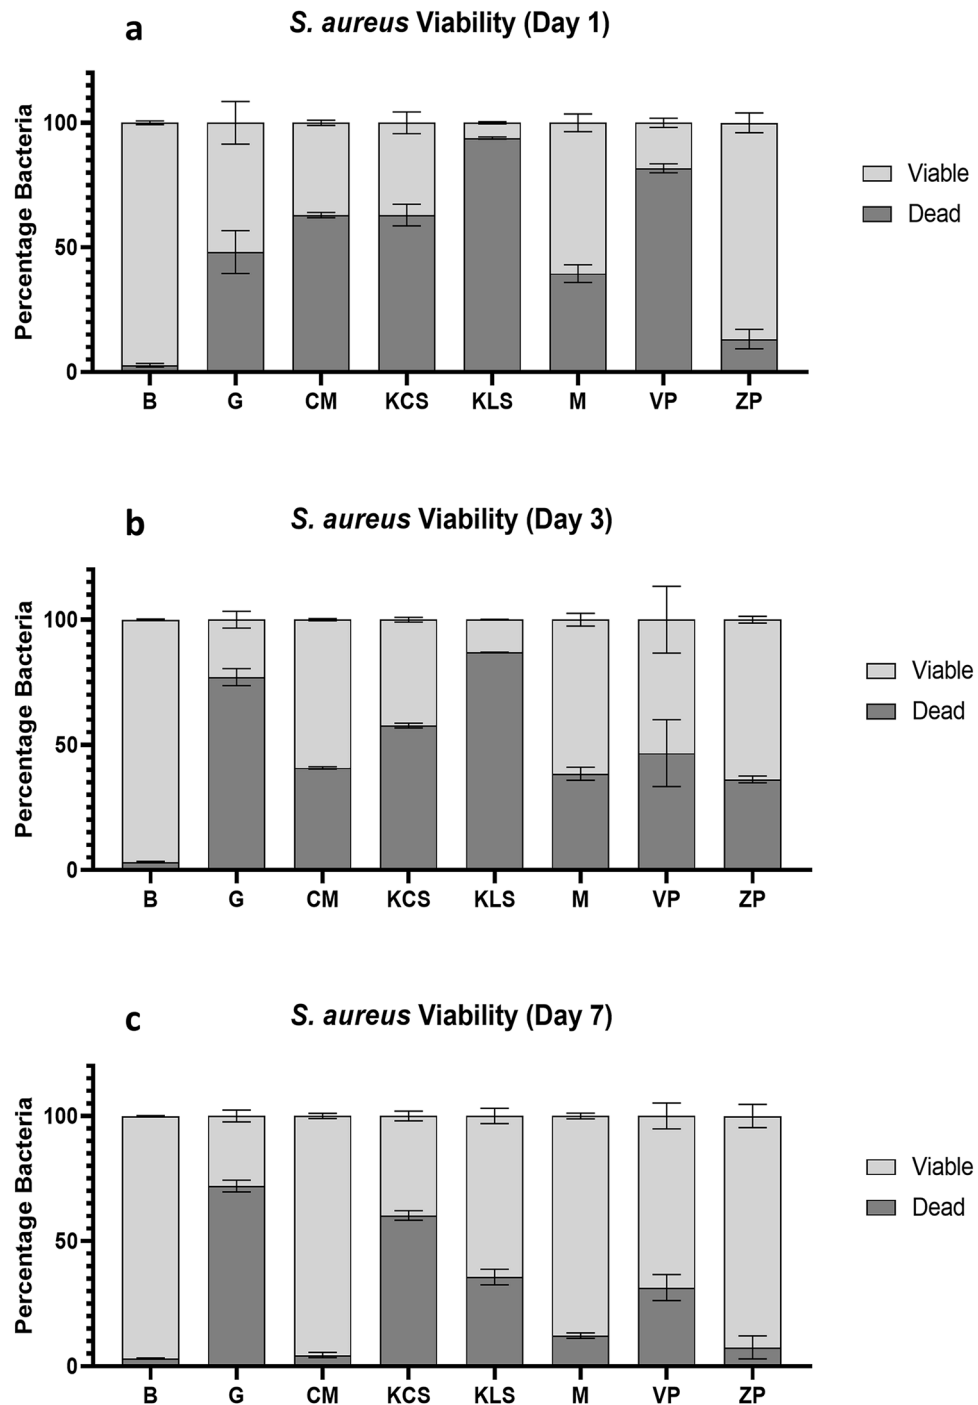 a
S. aureus Viability (Day 1)
Percentage Bacteria
100
50
0
B G CM KCS KLS M VP ZP
Viable
Dead
b
S. aureus Viability (Day 3)
Percentage Bacteria
100
50
0
B G CM KCS KLS M VP ZP
Viable
Dead
c
S. aureus Viability (Day 7)
Percentage Bacteria
100
50
0
B G CM KCS KLS M VP ZP
Viable
Dead